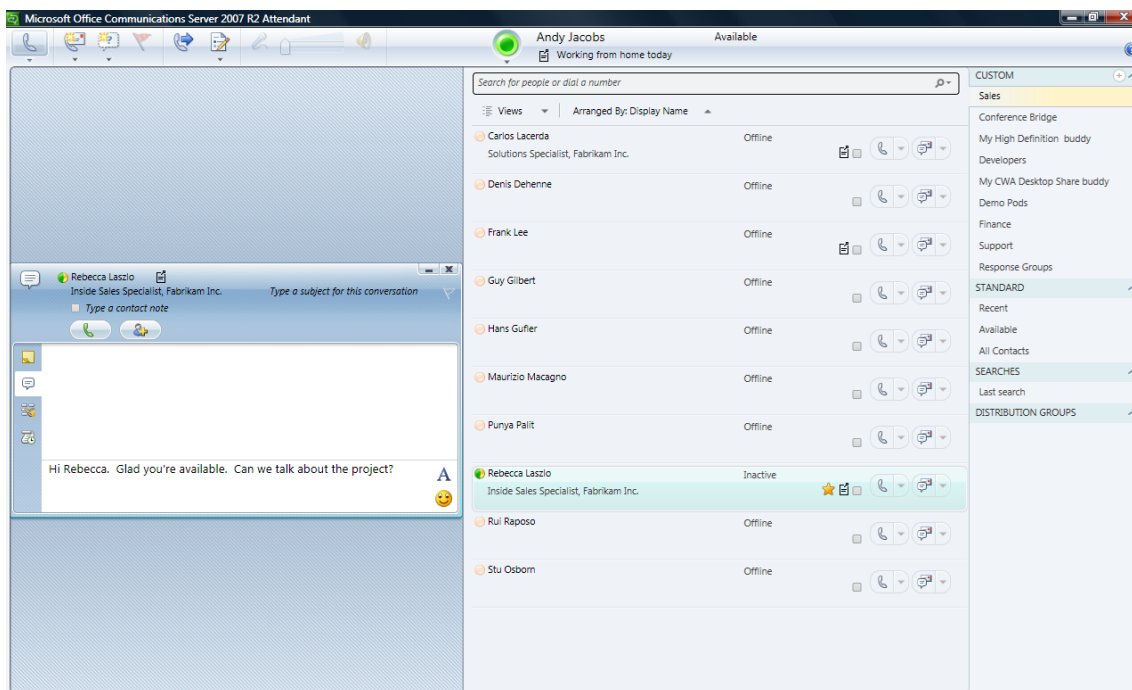 Microsoft Office Communications Server 2007 R2 Attendant
Andy Jacobs
Available
Working from home today
Search for people or dial a number
Views
Arranged By: Display Name
Carlos Lacerda
Offline
Solutions Specialist, Fabrikam Inc.
Denis Dehenne
Offline
Frank Lee
Offline
Guy Gilbert
Offline
Hans Gufler
Offline
Maurizio Macagno
Offline
Punya Palit
Offline
Rebecca Laszlo
Inactive
Inside Sales Specialist, Fabrikam Inc.
Rui Raposo
Offline
Stu Osborn
Offline
Rebecca Laszlo
Inside Sales Specialist, Fabrikam Inc.
Type a subject for this conversation
Type a contact note
Hi Rebecca.  Glad you're available.  Can we talk about the project?
A
CUSTOM
Sales
Conference Bridge
My High Definition  buddy
Developers
My CWA Desktop Share buddy
Demo Pods
Finance
Support
Response Groups
STANDARD
Recent
Available
All Contacts
SEARCHES
Last search
DISTRIBUTION GROUPS